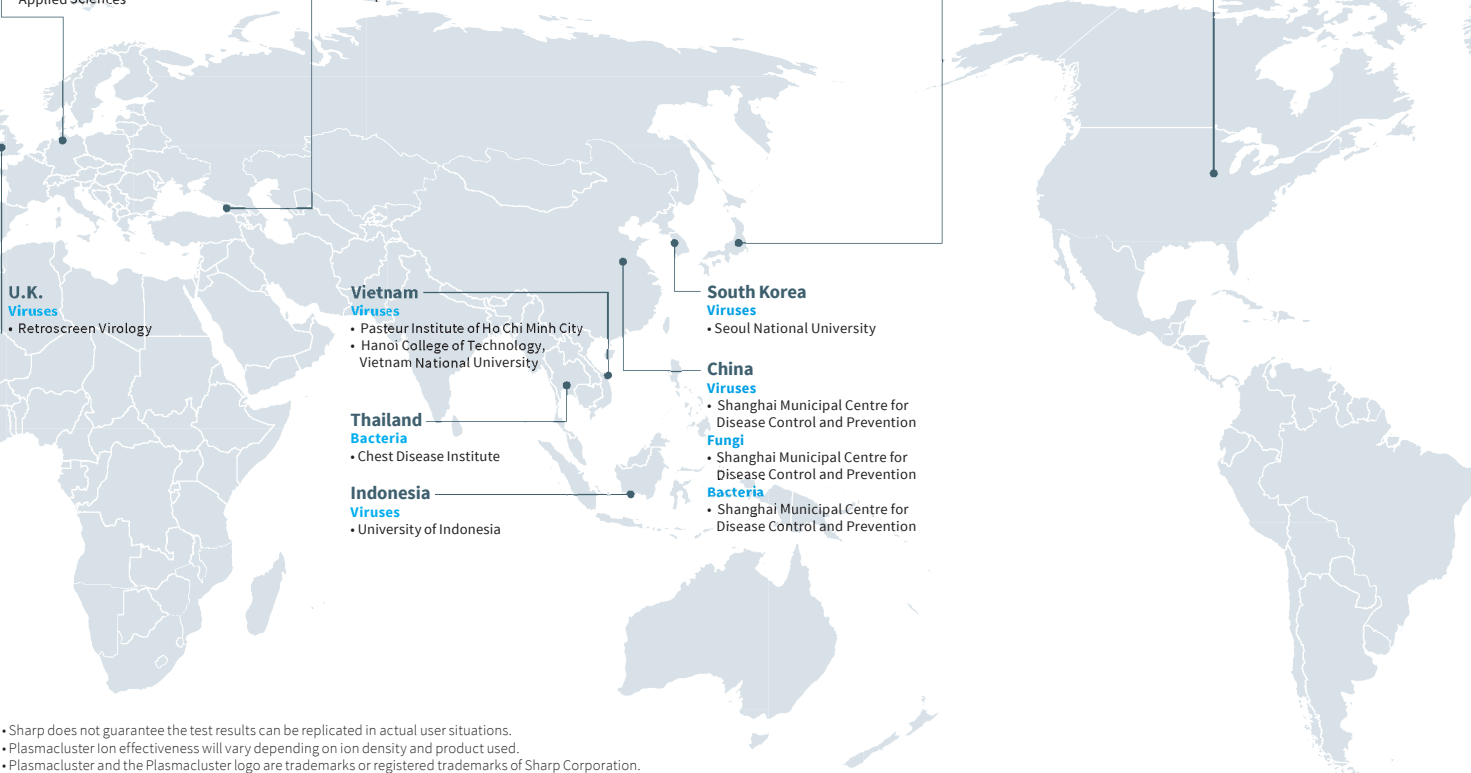 Applied Sciences
U.K.
Viruses
• Retroscreen Virology
Vietnam
Viruses
• Pasteur Institute of Ho Chi Minh City
• Hanoi College of Technology,
Vietnam National University
Thailand
Bacteria
• Chest Disease Institute
Indonesia
Viruses
• University of Indonesia
South Korea
Viruses
• Seoul National University
China
Viruses
• Shanghai Municipal Centre for
Disease Control and Prevention
Fungi
• Shanghai Municipal Centre for
Disease Control and Prevention
Bacteria
• Shanghai Municipal Centre for
Disease Control and Prevention
• Sharp does not guarantee the test results can be replicated in actual user situations.
• Plasmacluster Ion effectiveness will vary depending on ion density and product used.
• Plasmacluster and the Plasmacluster logo are trademarks or registered trademarks of Sharp Corporation.